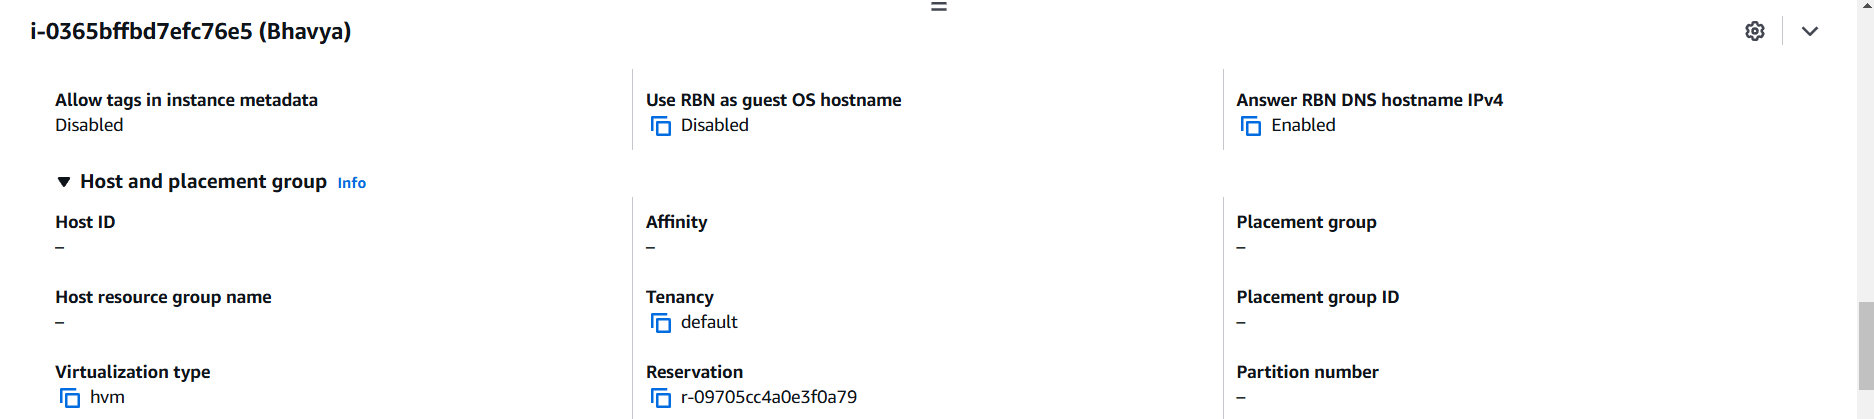 i-0365bffbd7efc76e5 (Bhavya)
Allow tags in instance metadata
Disabled
Use RBN as guest OS hostname
Disabled
Answer RBN DNS hostname IPv4
Enabled
Host and placement group Info
Host ID
–
Affinity
–
Placement group
–
Host resource group name
–
Tenancy
default
Placement group ID
–
Virtualization type
hvm
Reservation
r-09705cc4a0e3f0a79
Partition number
–